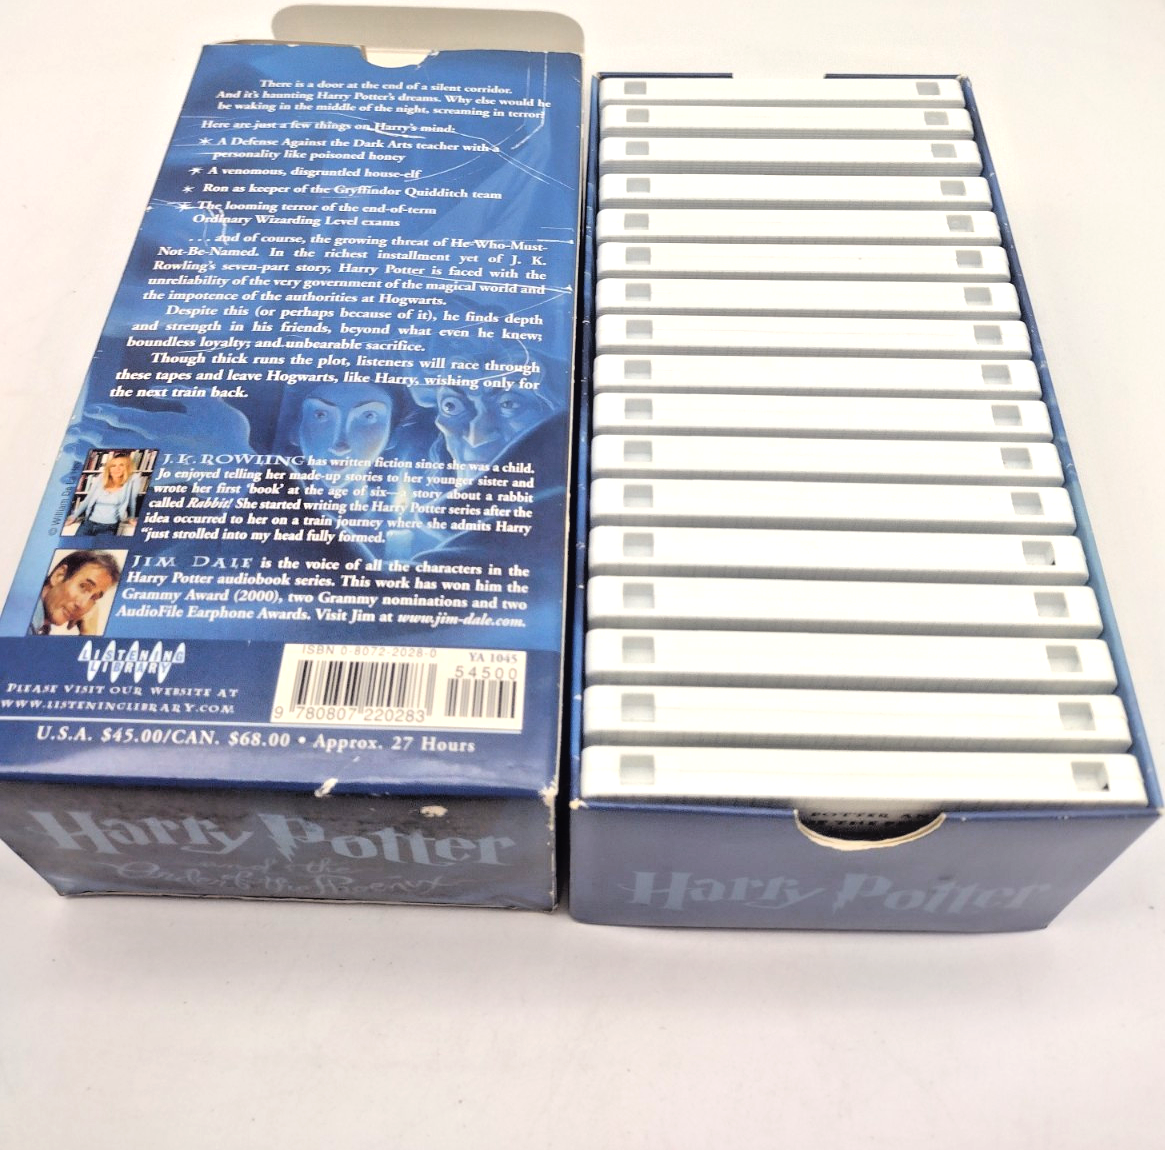 There is a door at the end of a silent corridor.
And it's haunting Harry Potter's dreams. Why else would he
be waking in the middle of the night, screaming in terror?
Here are just a few things on Harry's mind:
* A Defense Against the Dark Arts teacher with a
personality like poisoned honey
* A venomous, disgruntled house-elf
* Ron as keeper of the Gryffindor Quidditch team
* The looming terror of the end-of-term
Ordinary Wizarding Level exams
. . . and of course, the growing threat of He-Who-Must-
Not-Be-Named. In the richest installment yet of J. K.
Rowling's seven-part story, Harry Potter is faced with the
unreliability of the very government of the magical world and
the impotence of the authorities at Hogwarts.
Despite this (or perhaps because of it), he finds depth
and strength in his friends, beyond what even he knew;
boundless loyalty; and unbearable sacrifice.
Though thick runs the plot, listeners will race through
these tapes and leave Hogwarts, like Harry, wishing only for
the next train back.
J. K. ROWLING has written fiction since she was a child.
Jo enjoyed telling her made-up stories to her younger sister and
wrote her first 'book' at the age of six—a story about a rabbit
called Rabbit! She started writing the Harry Potter series after the
idea occurred to her on a train journey where she admits Harry
"just strolled into my head fully formed."
© William
JIM DALE is the voice of all the characters in the
Harry Potter audiobook series. This work has won him the
Grammy Award (2000), two Grammy nominations and two
AudioFile Earphone Awards. Visit Jim at www.jim-dale.com.
LISTENING
LIBRARY
PLEASE VISIT OUR WEBSITE AT
WWW.LISTENINGLIBRARY.COM
ISBN 0-8072-2028-0
YA 1045
54500
9 780807 220283
U.S.A. $45.00/CAN. $68.00 • Approx. 27 Hours
Harry Potter
and the
Order of the Phoenix
POTTER AN
Harry Potter